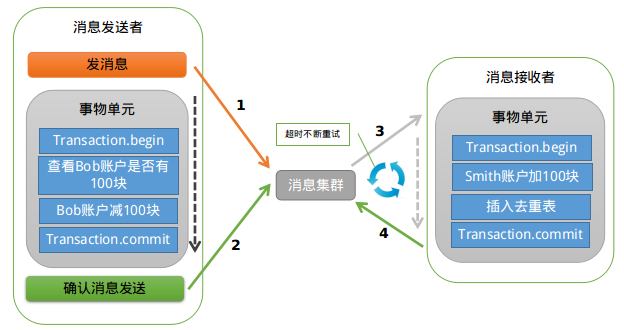 消息发送者
发消息
事物单元
Transaction.begin
查看Bob账户是否有
100块
Bob账户减100块
Transaction.commit
确认消息发送
1
2
超时不断重试
消息集群
3
4
消息接收者
事物单元
Transaction.begin
Smith账户加100块
插入去重表
Transaction.commit